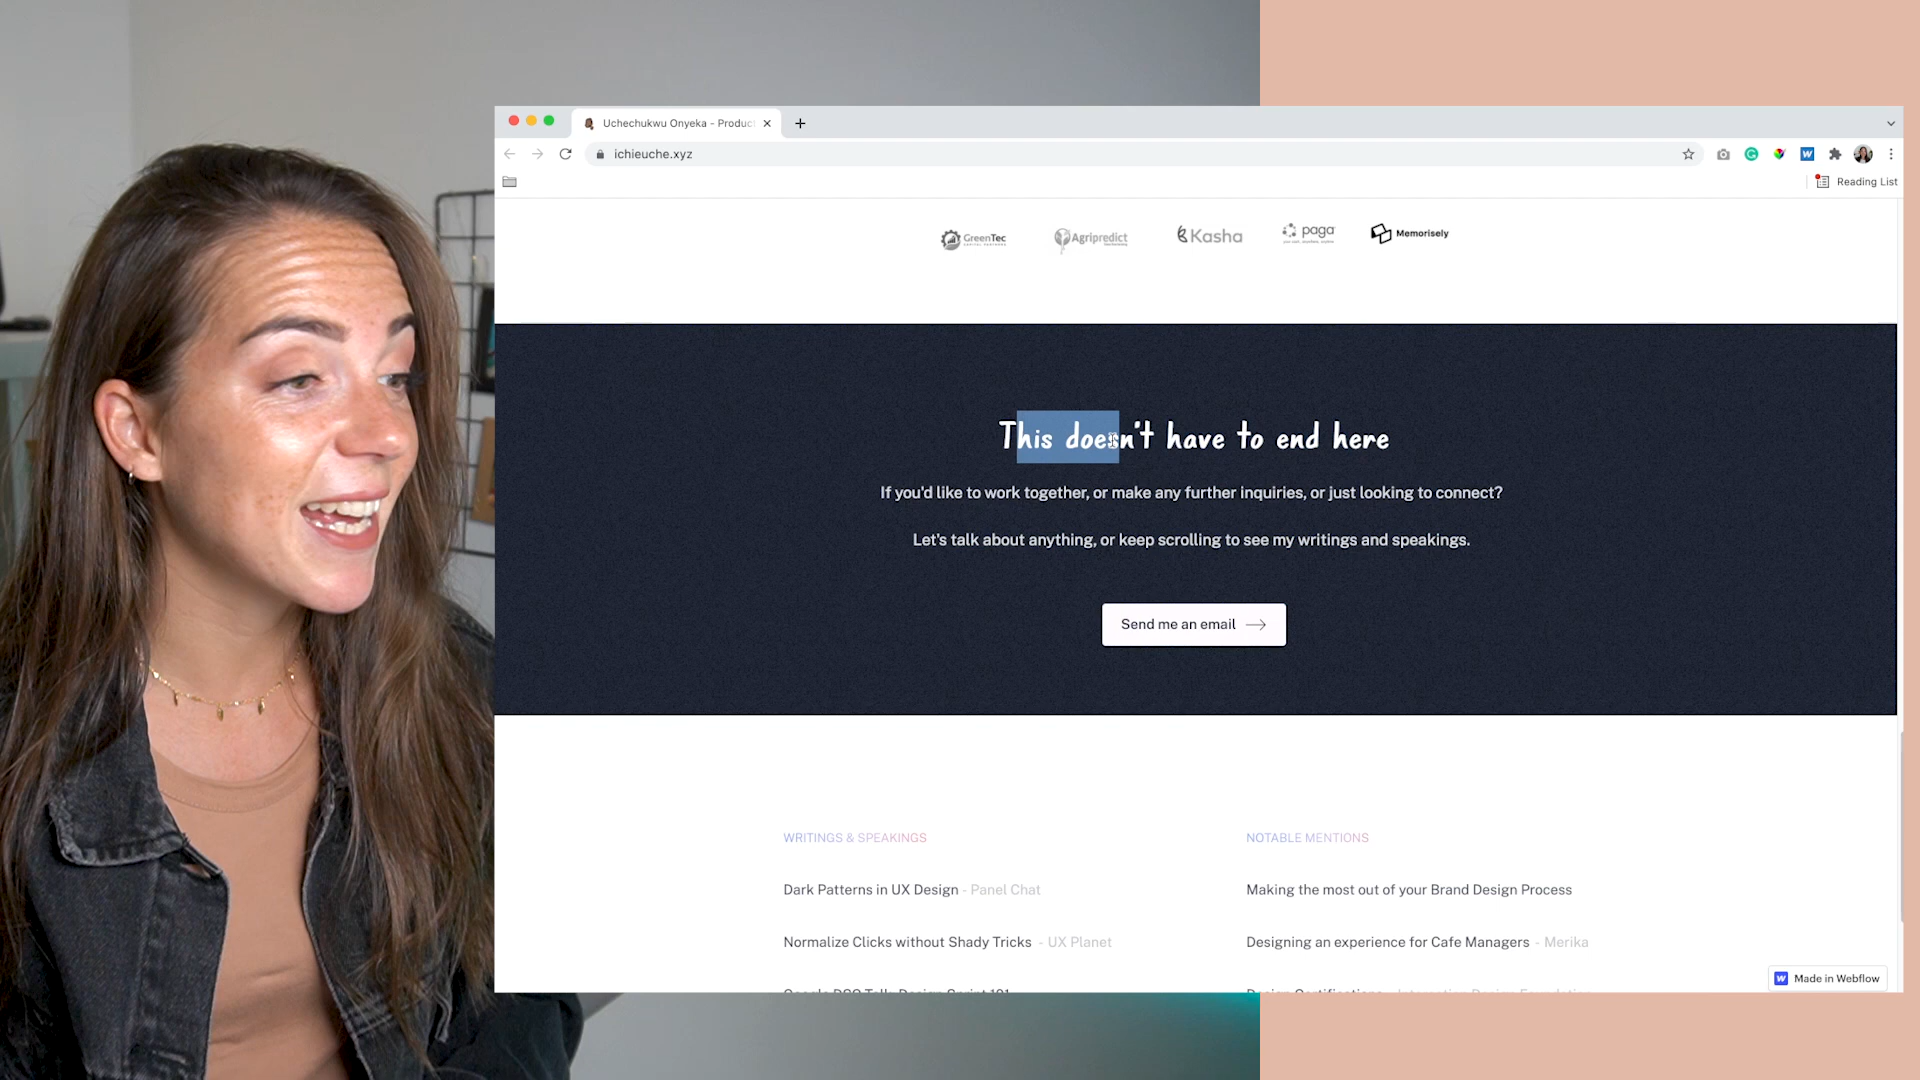 Uchechukwu Onyeka - Produc
ichieuche.xyz
Reading List
GreenTec
Agripredict
Kasha
paga
Memorisely
This doesn't have to end here
If you'd like to work together, or make any further inquiries, or just looking to connect?
Let's talk about anything, or keep scrolling to see my writings and speakings.
Send me an email
WRITINGS & SPEAKINGS
Dark Patterns in UX Design - Panel Chat
Normalize Clicks without Shady Tricks - UX Planet
NOTABLE MENTIONS
Making the most out of your Brand Design Process
Designing an experience for Cafe Managers - Merika
Made in Webflow